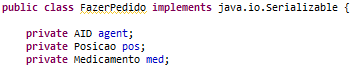 public class FazerPedido implements java.io.Serializable {
private AID agent;
private Posicao pos;
private Medicamento med;